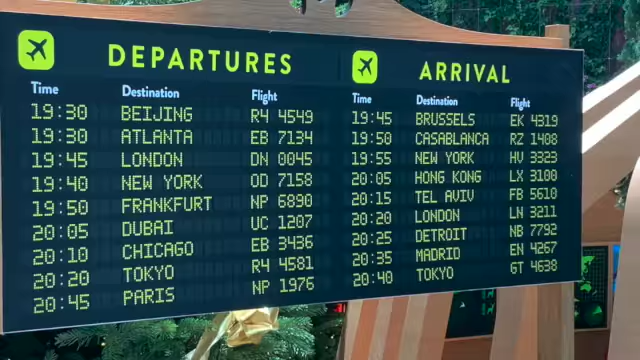 DEPARTURES
Time Destination Flight
19:30 BEIJING R4 4549
19:30 ATLANTA EB 7134
19:45 LONDON DN 0045
19:40 NEW YORK OD 7158
19:50 FRANKFURT NP 6890
20:05 DUBAI UC 1207
20:10 CHICAGO EB 3436
20:20 TOKYO R4 4581
20:45 PARIS NP 1976
ARRIVAL
Time Destination Flight
19:45 BRUSSELS EK 4319
19:50 CASABLANCA RZ 1408
19:55 NEW YORK HV 3323
20:05 HONG KONG LX 3100
20:15 TEL AVIV FB 5610
20:20 LONDON LN 3211
20:25 DETROIT NB 7792
20:35 MADRID EN 4267
20:40 TOKYO GT 4638